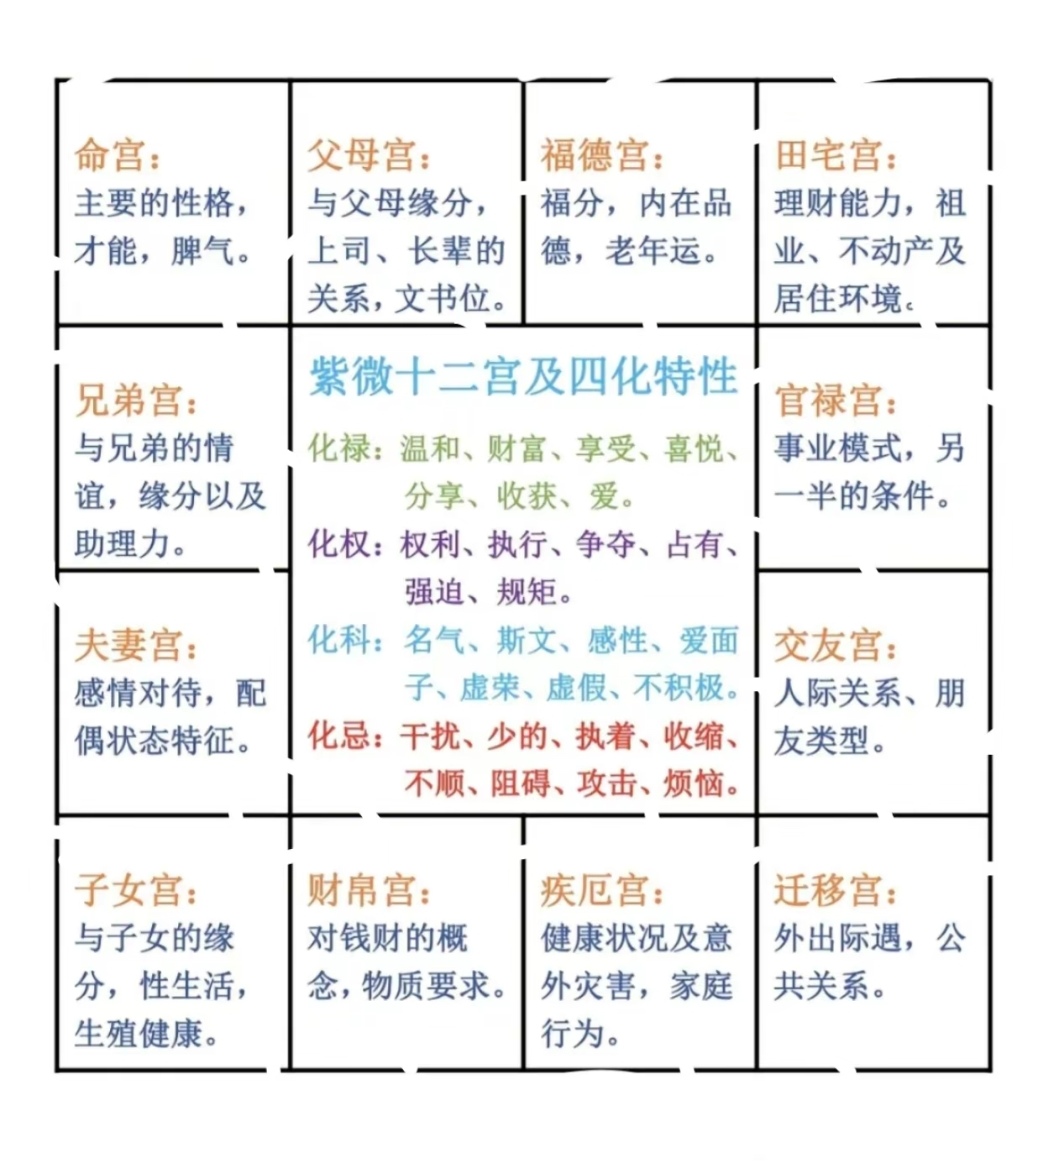 命宫：
主要的性格，
才能，脾气。
父母宫：
与父母缘分，
上司、长辈的
关系，文书位。
福德宫：
福分，内在品
德，老年运。
田宅宫：
理财能力，祖
业、不动产及
居住环境。
兄弟宫：
与兄弟的情
谊，缘分以及
助理力。
紫微十二宫及四化特性
化禄：温和、财富、享受、喜悦、
分享、收获、爱。
化权：权利、执行、争夺、占有、
强迫、规矩。
化科：名气、斯文、感性、爱面
子、虚荣、虚假、不积极。
化忌：干扰、少的、执着、收缩、
不顺、阻碍、攻击、烦恼。
官禄宫：
事业模式，另
一半的条件。
夫妻宫：
感情对待，配
偶状态特征。
交友宫：
人际关系、朋
友类型。
子女宫：
与子女的缘
分，性生活，
生殖健康。
财帛宫：
对钱财的概
念，物质要求。
疾厄宫：
健康状况及意
外灾害，家庭
行为。
迁移宫：
外出际遇，公
共关系。